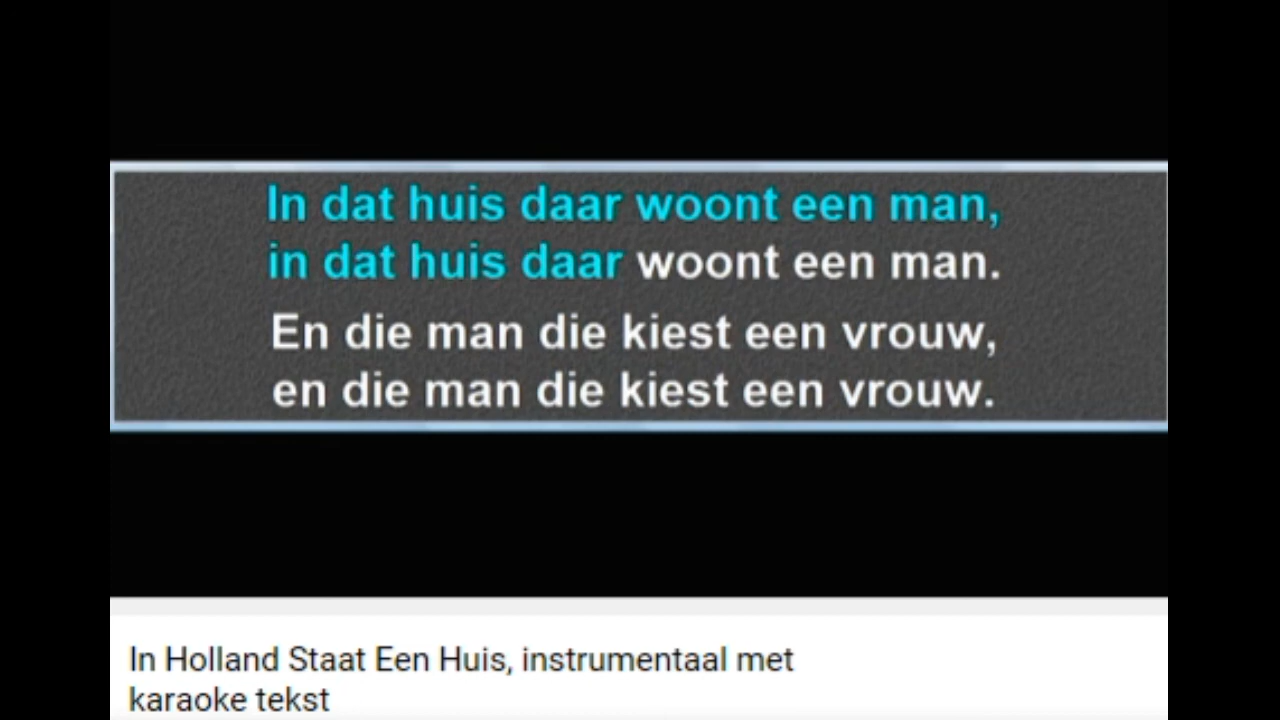 In dat huis daar woont een man,
in dat huis daar woont een man.
En die man die kiest een vrouw,
en die man die kiest een vrouw.
In Holland Staat Een Huis, instrumentaal met
karaoke tekst